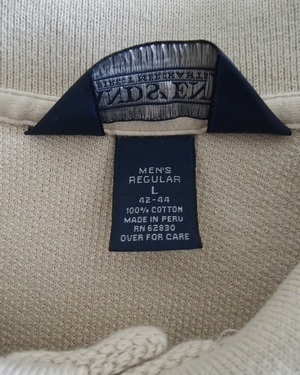 MEN'S
REGULAR
L
42-44
100% COTTON
MADE IN PERU
RN 62830
OVER FOR CARE